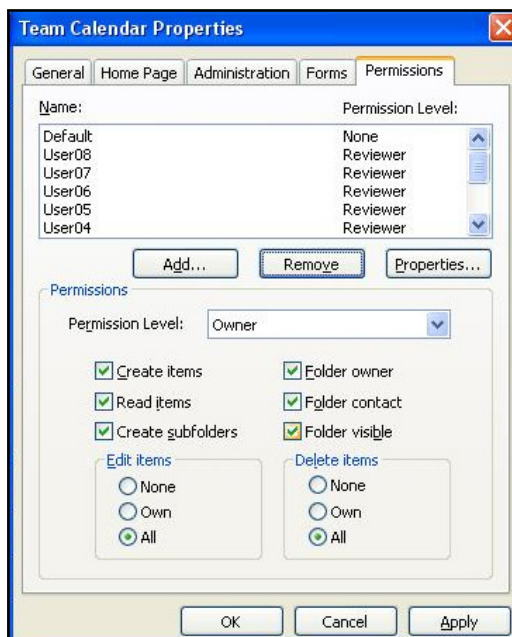 Team Calendar Properties
General Home Page Administration Forms Permissions
Name: Permission Level:
Default None
User08 Reviewer
User07 Reviewer
User06 Reviewer
User05 Reviewer
User04 Reviewer
Add... Remove Properties...
Permissions
Permission Level: Owner
Create items Folder owner
Read items Folder contact
Create subfolders Folder visible
Edit items Delete items
None None
Own Own
All All
OK Cancel Apply